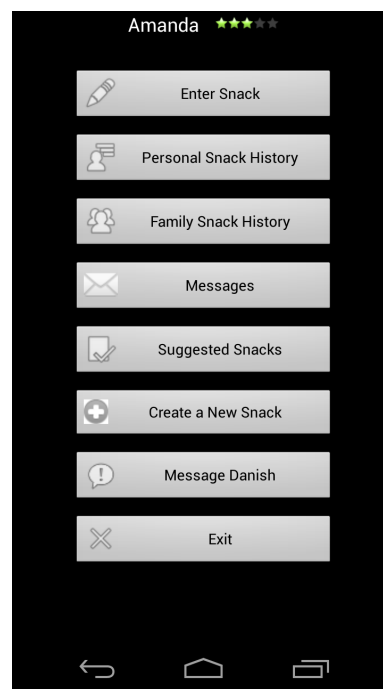 Amanda
Enter Snack
Personal Snack History
Family Snack History
Messages
Suggested Snacks
Create a New Snack
Message Danish
Exit